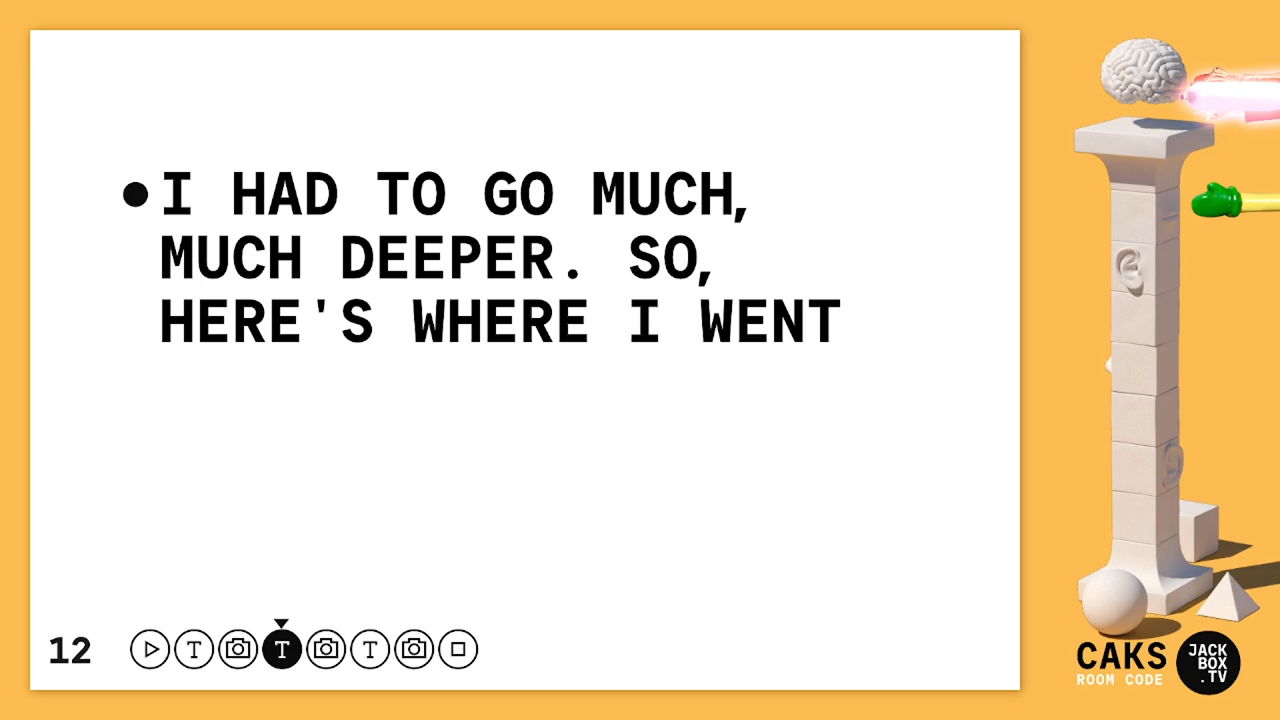 I HAD TO GO MUCH,
MUCH DEEPER. SO,
HERE'S WHERE I WENT
12
T
T
T
CAKS
ROOM CODE
JACK
BOX
.TV